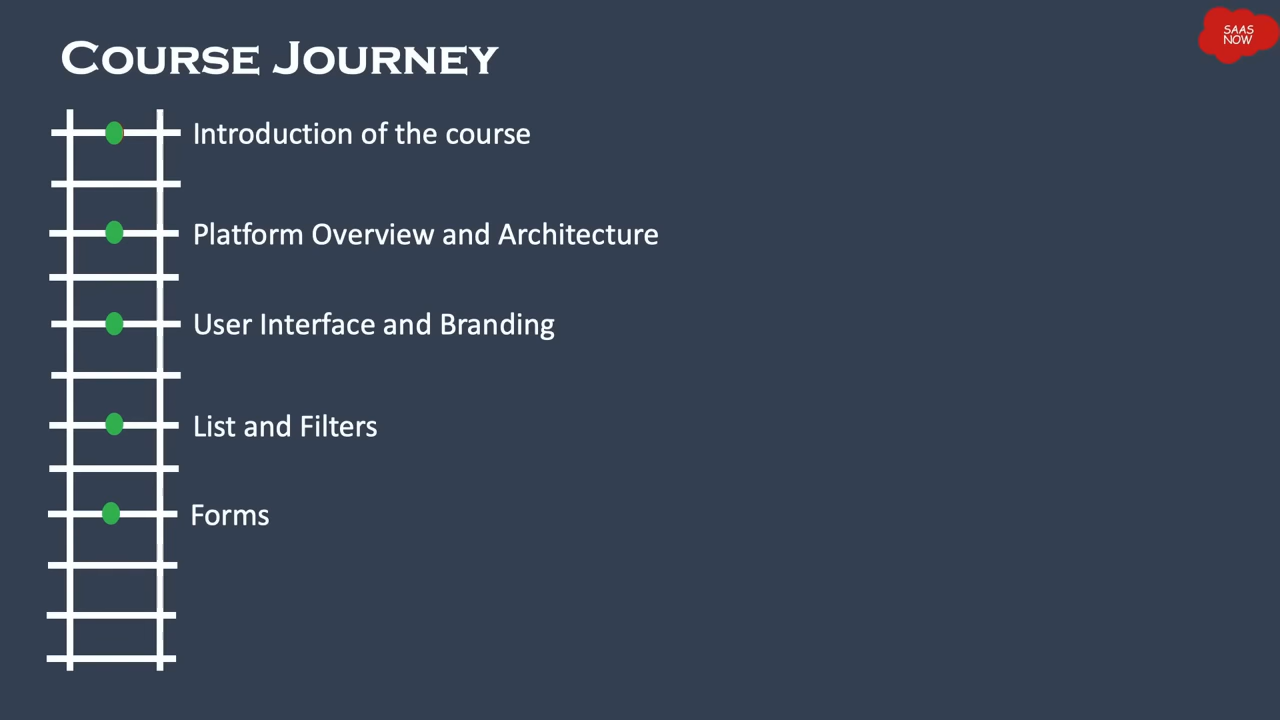 Course Journey
SAAS
NOW
Introduction of the course
Platform Overview and Architecture
User Interface and Branding
List and Filters
Forms